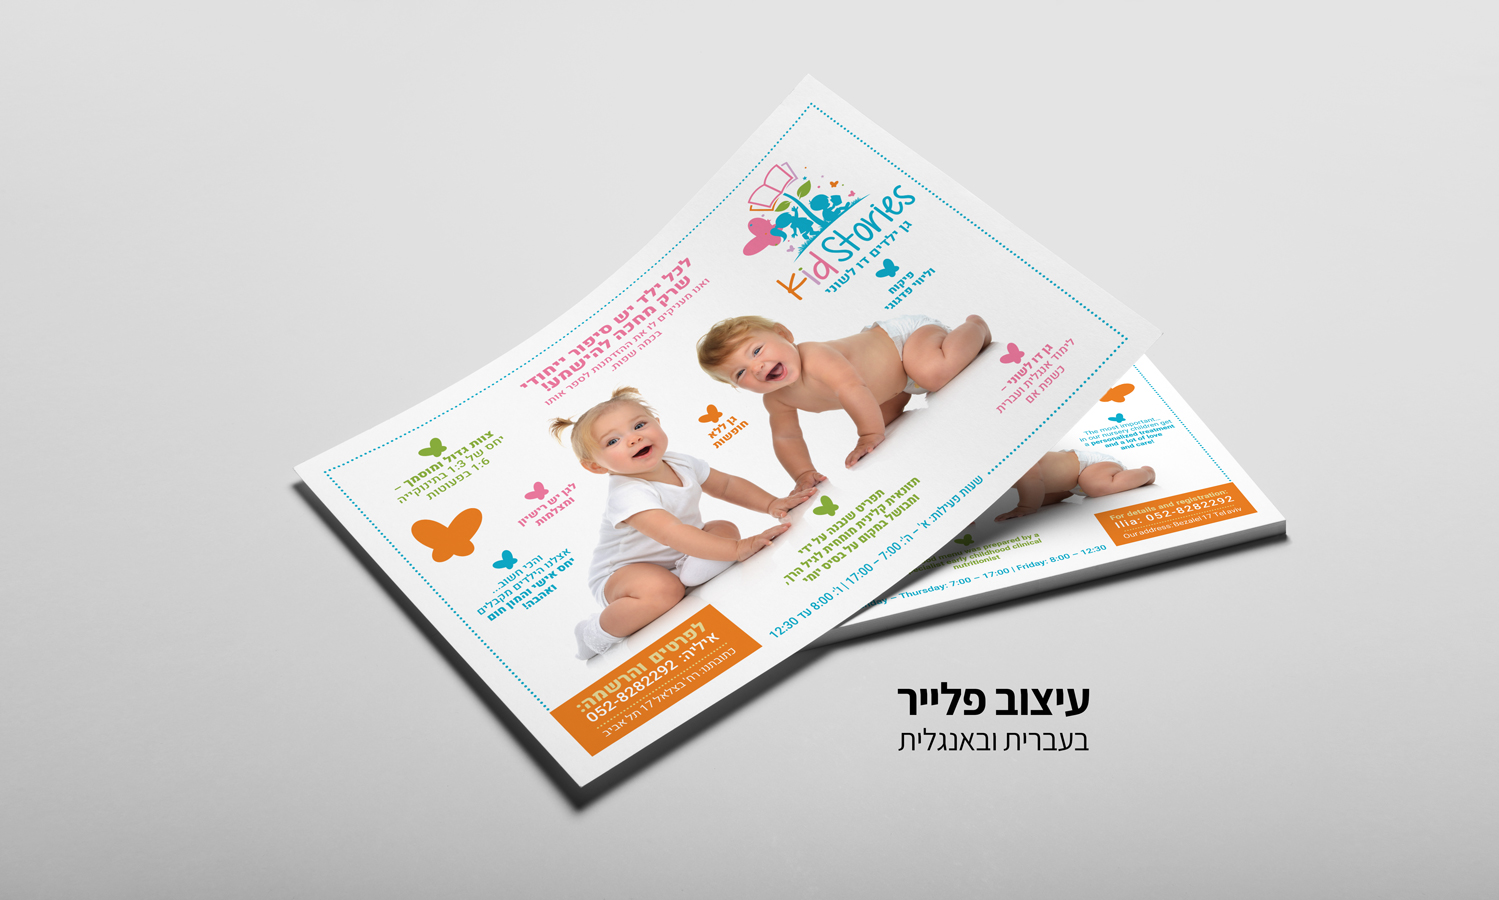 kid Stories
גן ילדים דו לשוני
פיקוח
וליווי פדגוגי
לכל ילד יש סיפור ייחודי
שרק מחכה להישמע!
ואנו מעניקים לו את ההזדמנות לספר אותו
בכמה שפות.
גן דו לשוני –
לימוד אנגלית ועברית
כשפת אם
גן ללא
חופשות
צוות גדול ומוסמך –
יחס של 1:3 בתינוקייה
1:6 בפעוטות
לגן יש רישיון
ומצלמות
והכי חשוב...
אצלנו הילדים מקבלים
יחס אישי והמון חום
ואהבה!
תפריט שנבנה על ידי
תזונאית קלינית מומחית לגיל הרך,
ומבושל במקום על בסיס יומי
שעות פעילות: א' – ה': 7:00 – 17:00 | ו': 8:00 עד 12:30
לפרטים והרשמה:
איליה: 052-8282292
כתובתנו: רח' בצלאל 17 תל אביב
The most important...
in our nursery children get
a personalized treatment
and a lot of love
and care!
For details and registration:
Ilia: 052-8282292
Our address: Bezalel 17 Tel aviv
menu was prepared by a
early childhood clinical
nutritionist
– Thursday: 7:00 – 17:00 | Friday: 8:00 – 12:30
עיצוב פלייר
בעברית ובאנגלית